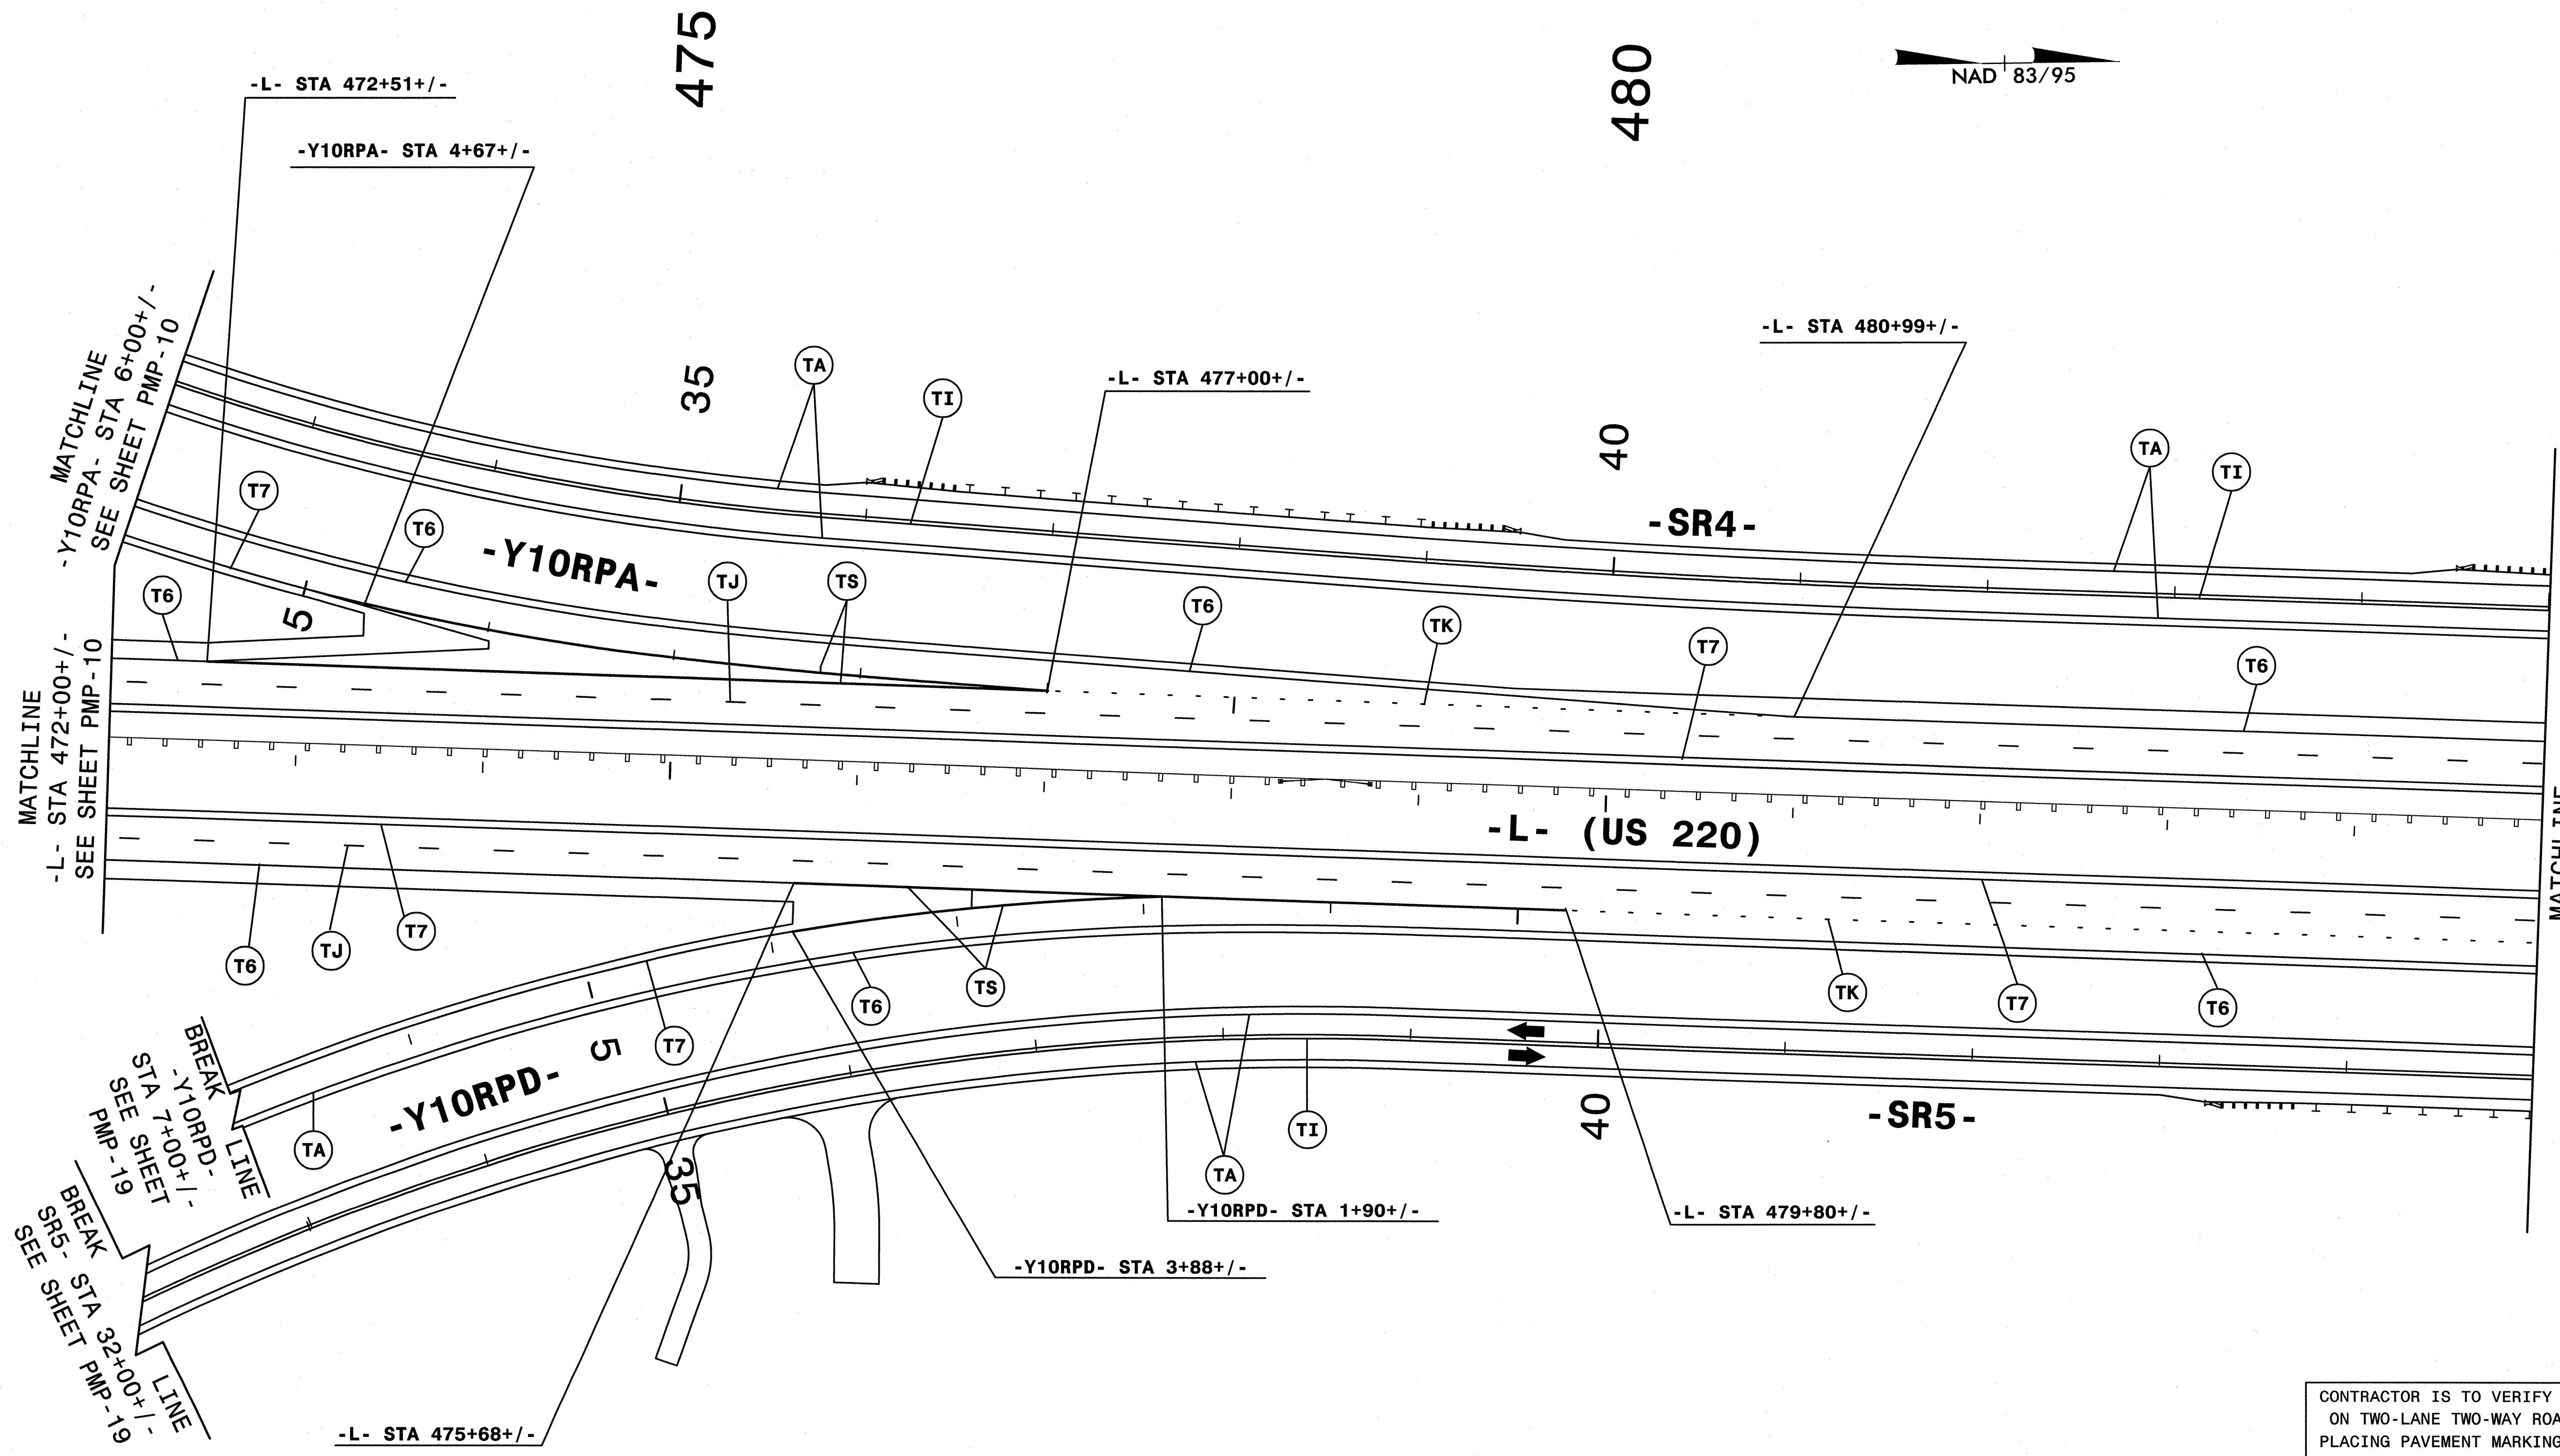 475
480
NAD 83/95
-L- STA 472+51+/-
-Y10RPA- STA 4+67+/-
-L- STA 480+99+/-
-L- STA 477+00+/-
MATCHLINE
-Y10RPA- STA 6+00+/-
SEE SHEET PMP-10
35
TA
TI
40
TA
TI
T7
T6
-SR4-
-Y10RPA-
TJ
TS
T6
T6
TK
T7
T6
5
MATCHLINE
-L- STA 472+00+/-
SEE SHEET PMP-10
-L- (US 220)
MATCHLINE
T6
TJ
T7
T6
TS
TK
T7
T6
T7
5
-Y10RPD-
TA
BREAK LINE
-Y10RPD-
STA 7+00+/-
SEE SHEET
PMP-19
TI
TA
40
-SR5-
35
BREAK LINE
SR5- STA 32+00+/-
SEE SHEET PMP-19
-Y10RPD- STA 1+90+/-
-L- STA 479+80+/-
-Y10RPD- STA 3+88+/-
-L- STA 475+68+/-
CONTRACTOR IS TO VERIFY
ON TWO-LANE TWO-WAY ROA
PLACING PAVEMENT MARKING